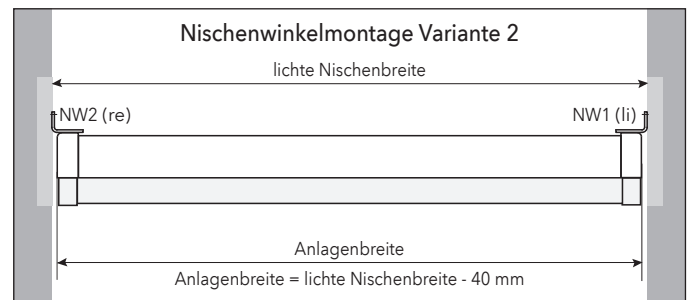 Nischenwinkelmontage Variante 2
lichte Nischenbreite
NW2 (re)
NW1 (li)
Anlagenbreite
Anlagenbreite = lichte Nischenbreite - 40 mm